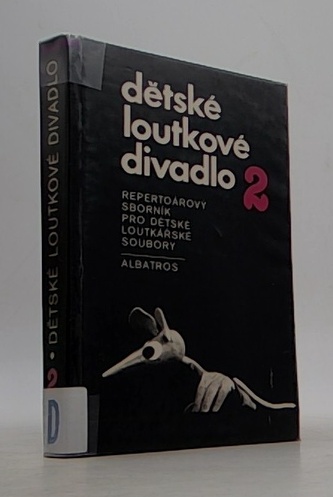 dětské
loutkové
divadlo 2
REPERTOÁROVÝ
SBORNÍK
PRO DĚTSKÉ
LOUTKÁŘSKÉ
SOUBORY
ALBATROS
2 • DĚTSKÉ LOUTKOVÉ DIVADLO
D